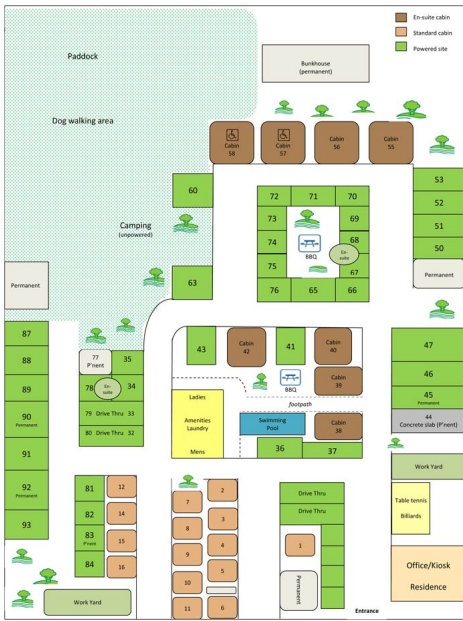 En-suite cabin
Standard cabin
Powered site
Paddock
Bunkhouse
(permanent)
Dog walking area
Cabin
58
Cabin
57
Cabin
56
Cabin
55
60
72
71
70
53
52
51
50
Permanent
73
69
74
68
En-
suite
75
67
BBQ
76
65
66
Camping
(unpowered)
63
Permanent
87
88
89
90
Permanent
91
92
Permanent
93
77
P'nent
35
78
En-
suite
34
79 Drive Thru 33
80 Drive Thru 32
43
Cabin
42
41
Cabin
40
BBQ
Cabin
39
footpath
Ladies
Amenities
Laundry
Mens
Swimming
Pool
Cabin
38
36
37
47
46
45
Permanent
44
Concrete slab (P'nent)
Work Yard
Table tennis
Billiards
Office/Kiosk
Residence
81
12
82
14
83
P'nent
15
84
16
Work Yard
7
2
8
3
9
4
10
5
11
6
Drive Thru
Drive Thru
1
Permanent
Entrance